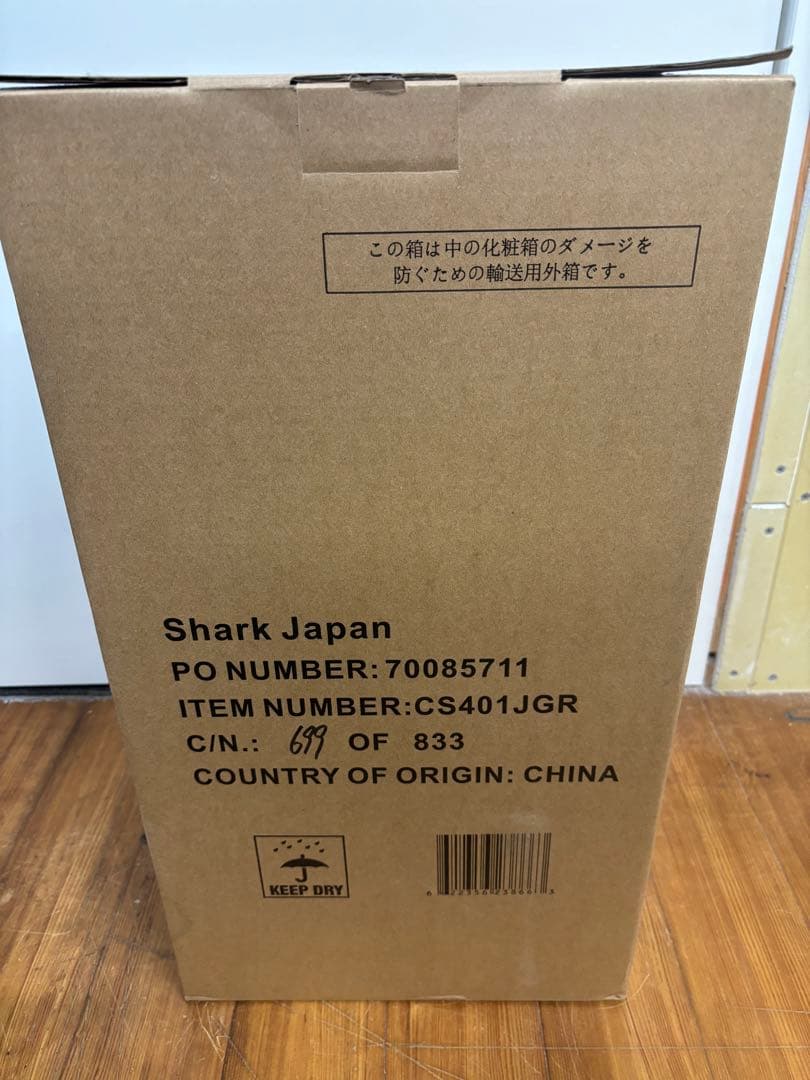 この箱は中の化粧箱のダメージを
防ぐための輸送用外箱です。
Shark Japan
PO NUMBER: 70085711
ITEM NUMBER:CS401JGR
C/N.: 699 OF 833
COUNTRY OF ORIGIN: CHINA
KEEP DRY